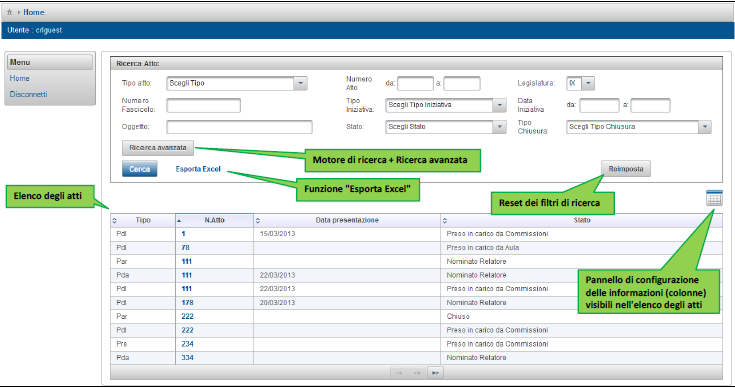 Home
Utente : crlguest
Menu
Home
Disconnetti
Ricerca Atto:
Tipo atto: Scegli Tipo Numero Atto da: a: Legislatura: IX
Numero Fascicolo: Tipo Iniziativa: Scegli Tipo Iniziativa Data Iniziativa da: a:
Oggetto: Stato: Scegli Stato Tipo Chiusura: Scegli Tipo Chiusura
Ricerca avanzata
Motore di ricerca + Ricerca avanzata
Cerca Esporta Excel Reimposta
Funzione "Esporta Excel"
Elenco degli atti
Reset dei filtri di ricerca
Tipo N.Atto Data presentazione Stato
Pdl 1 15/03/2013 Preso in carico da Commissioni
Pdl 78 Preso in carico da Aula
Par 111 Nominato Relatore
Pda 111 22/03/2013 Nominato Relatore
Pdl 111 22/03/2013 Preso in carico da Commissioni
Pdl 178 20/03/2013 Nominato Relatore
Par 222 Chiuso
Pdl 222 Preso in carico da Commissioni
Pre 234 Preso in carico da Commissioni
Pda 334 Nominato Relatore
Pannello di configurazione
delle informazioni (colonne)
visibili nell'elenco degli atti